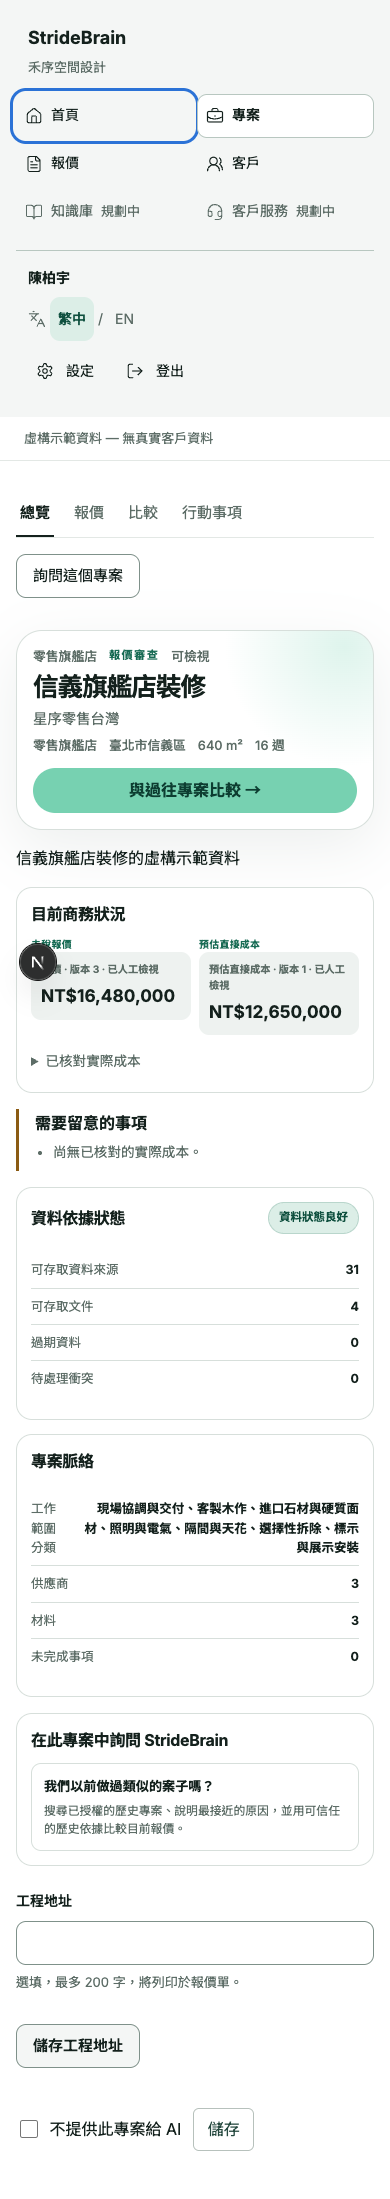 StrideBrain
禾序空間設計
首頁
專案
報價
客戶
知識庫 規劃中
客戶服務 規劃中
陳柏宇
繁中 / EN
設定
登出
虛構示範資料 — 無真實客戶資料
總覽 報價 比較 行動事項
詢問這個專案
零售旗艦店 報價審查 可檢視
信義旗艦店裝修
星序零售台灣
零售旗艦店 臺北市信義區 640 m² 16 週
與過往專案比較 →
信義旗艦店裝修的虛構示範資料
目前商務狀況
稅報價
· 版本 3 · 已人工檢視
NT$16,480,000
預估直接成本
預估直接成本 · 版本 1 · 已人工
檢視
NT$12,650,000
▶ 已核對實際成本
需要留意的事項
• 尚無已核對的實際成本。
資料依據狀態
資料狀態良好
可存取資料來源 31
可存取文件 4
過期資料 0
待處理衝突 0
專案脈絡
工作
範圍
分類
現場協調與交付、客製木作、進口石材與硬質面
材、照明與電氣、隔間與天花、選擇性拆除、標示
與展示安裝
供應商 3
材料 3
未完成事項 0
在此專案中詢問 StrideBrain
我們以前做過類似的案子嗎？
搜尋已授權的歷史專案、說明最接近的原因，並用可信任
的歷史依據比較目前報價。
工程地址
選填，最多 200 字，將列印於報價單。
儲存工程地址
不提供此專案給 AI
儲存